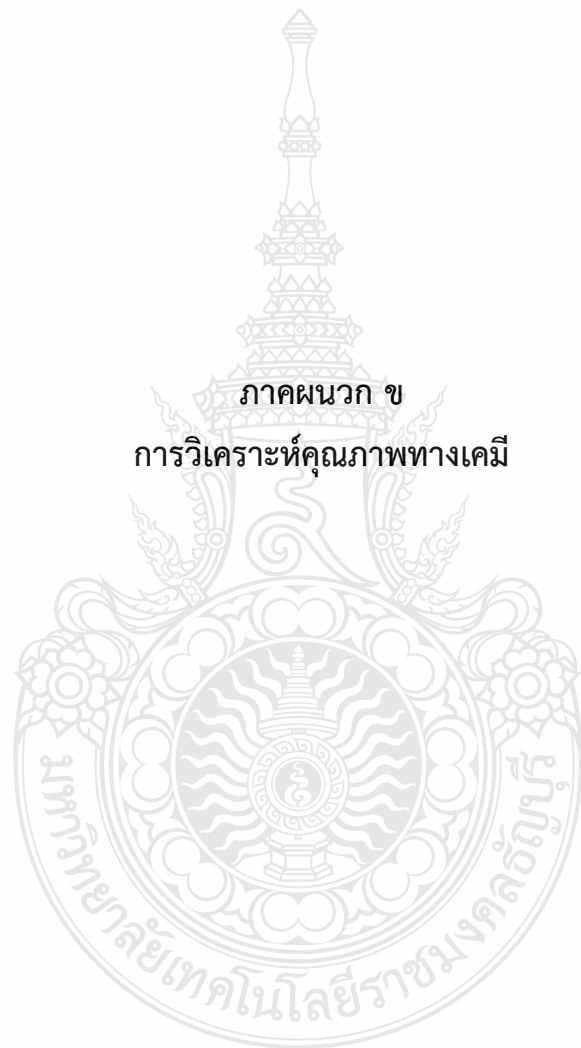 ภาคผนวก ข
การวิเคราะห์คุณภาพทางเคมี
มหาวิทยาลัยเทคโนโลยีราชมงคลธัญบุรี